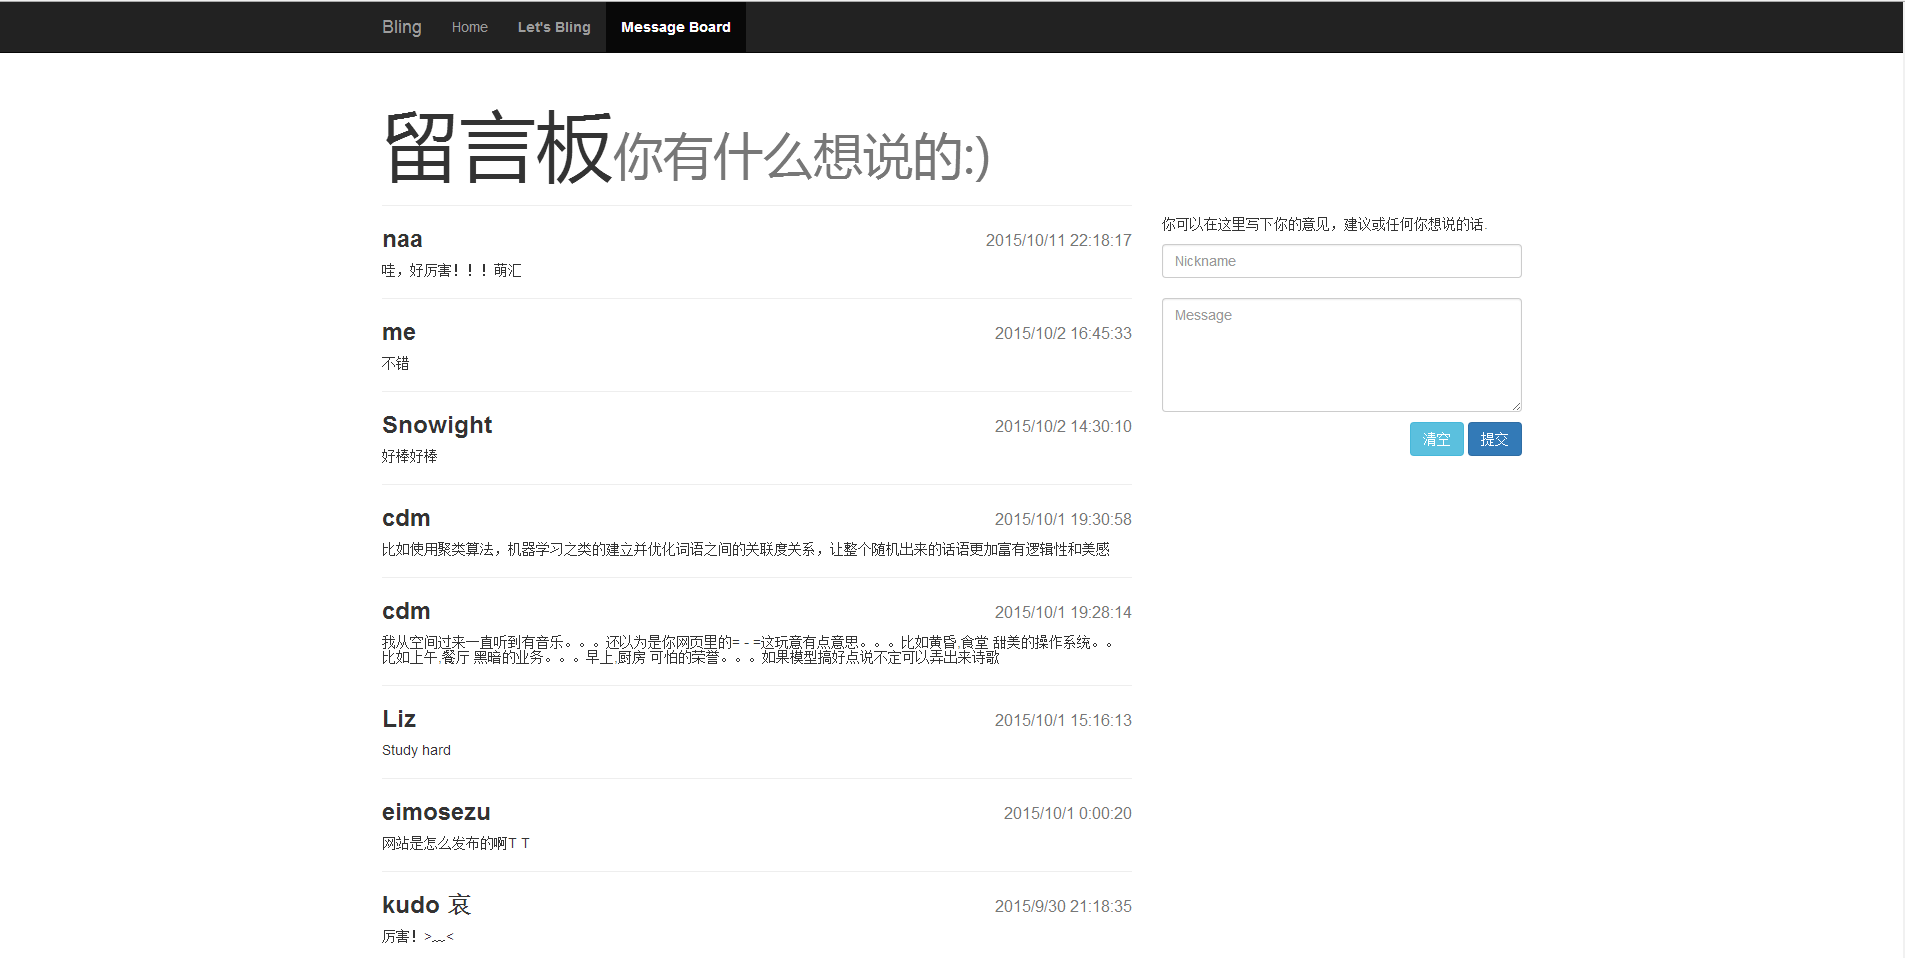 Bling Home Let's Bling Message Board
留言板你有什么想说的:)
naa 2015/10/11 22:18:17
哇，好厉害！！！萌汇
me 2015/10/2 16:45:33
不错
Snowight 2015/10/2 14:30:10
好棒好棒
cdm 2015/10/1 19:30:58
比如使用聚类算法，机器学习之类的建立并优化词语之间的关联度关系，让整个随机出来的话语更加富有逻辑性和美感
cdm 2015/10/1 19:28:14
我从空间过来一直听到有音乐。。。还以为是你网页里的= - =这玩意有点意思。。。比如黄昏,食堂 甜美的操作系统。。
比如上午,餐厅 黑暗的业务。。。早上,厨房 可怕的荣誉。。。如果模型搞好点说不定可以弄出来诗歌
Liz 2015/10/1 15:16:13
Study hard
eimosezu 2015/10/1 0:00:20
网站是怎么发布的啊T T
kudo 哀 2015/9/30 21:18:35
厉害！>﹏<
你可以在这里写下你的意见，建议或任何你想说的话.
Nickname
Message
清空 提交